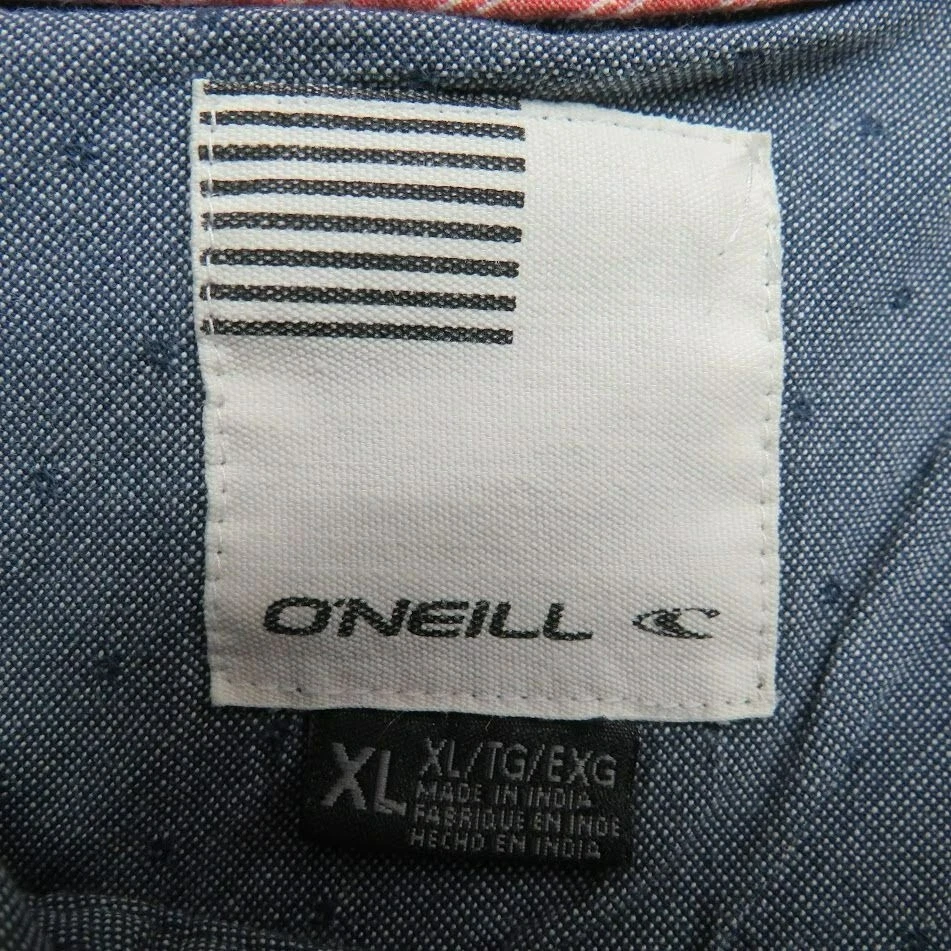 O'NEILL
XL
XL/TG/EXG
MADE IN INDIA
FABRIQUE EN INDE
HECHO EN INDIA